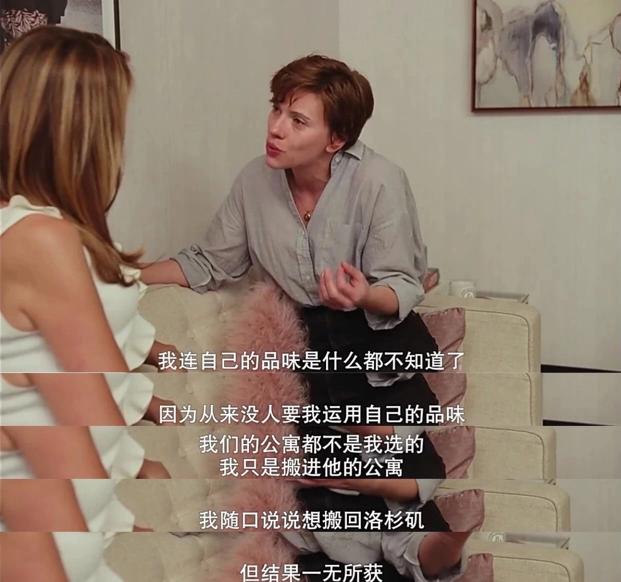 我连自己的品味是什么都不知道了
因为从来没人要我运用自己的品味
我们的公寓都不是我选的
我只是搬进他的公寓
我随口说说想搬回洛杉矶
但结果一无所获